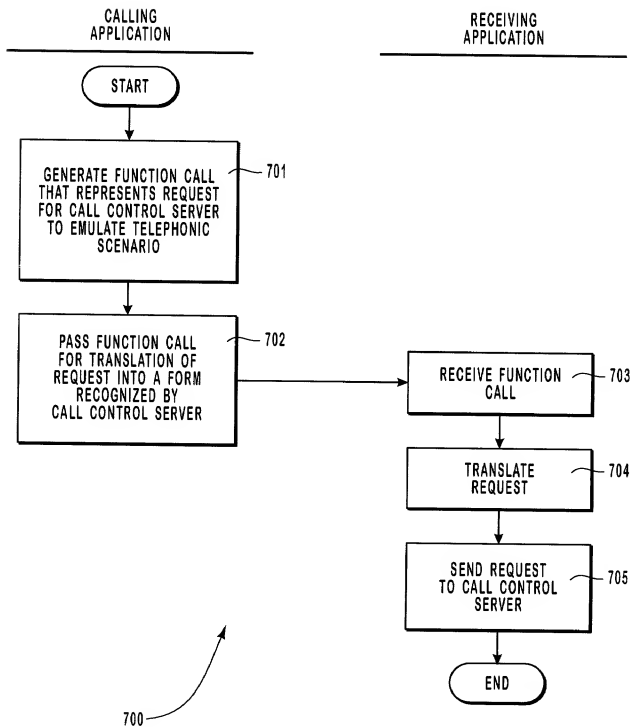 CALLING
APPLICATION
RECEIVING
APPLICATION
START
GENERATE FUNCTION CALL
THAT REPRESENTS REQUEST
FOR CALL CONTROL SERVER
TO EMULATE TELEPHONIC
SCENARIO
701
PASS FUNCTION CALL
FOR TRANSLATION OF
REQUEST INTO A FORM
RECOGNIZED BY
CALL CONTROL SERVER
702
RECEIVE FUNCTION
CALL
703
TRANSLATE
REQUEST
704
SEND REQUEST
TO CALL CONTROL
SERVER
705
END
700